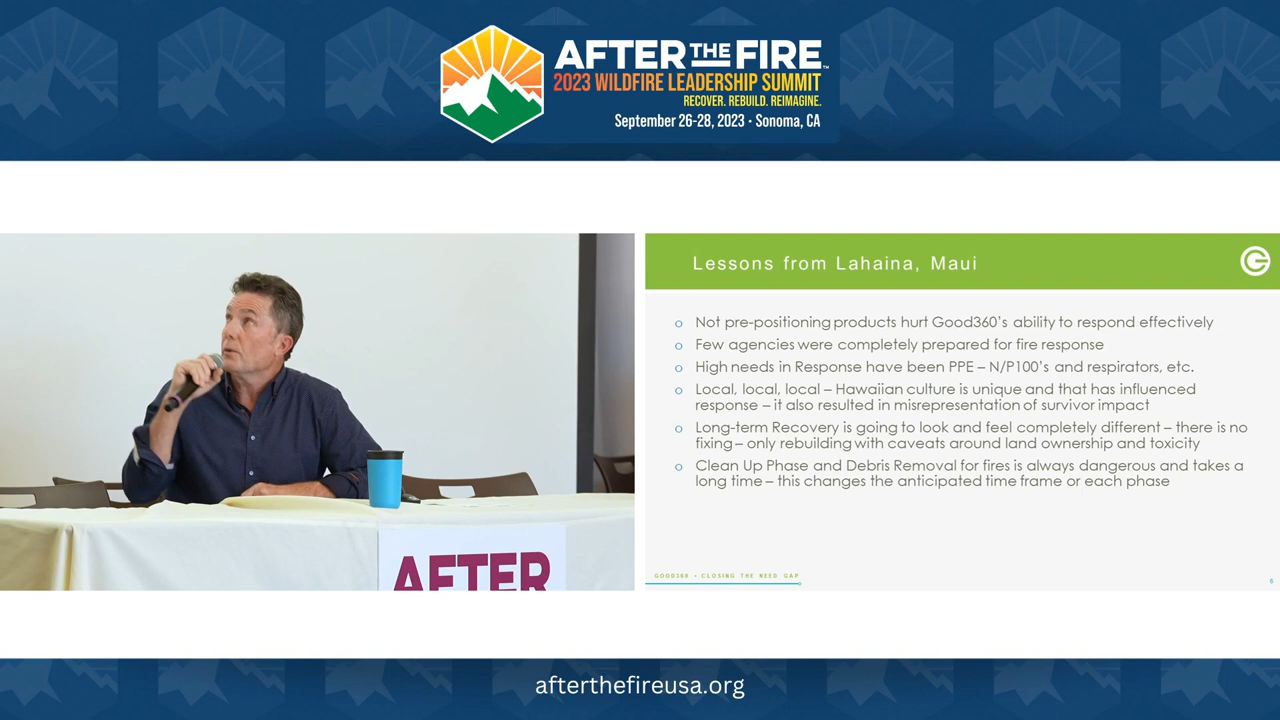 AFTER THE FIRE™
2023 WILDFIRE LEADERSHIP SUMMIT
RECOVER. REBUILD. REIMAGINE.
September 26-28, 2023 • Sonoma, CA
AFTER
Lessons from Lahaina, Maui
o Not pre-positioning products hurt Good360's ability to respond effectively
o Few agencies were completely prepared for fire response
o High needs in Response have been PPE – N/P100's and respirators, etc.
o Local, local, local – Hawaiian culture is unique and that has influenced
response – it also resulted in misrepresentation of survivor impact
o Long-term Recovery is going to look and feel completely different – there is no
fixing – only rebuilding with caveats around land ownership and toxicity
o Clean Up Phase and Debris Removal for fires is always dangerous and takes a
long time – this changes the anticipated time frame or each phase
GOOD360 • CLOSING THE NEED GAP
afterthefireusa.org